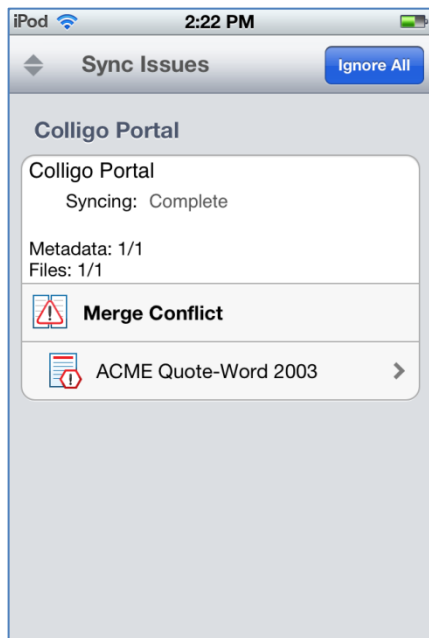 iPod 2:22 PM
Sync Issues Ignore All
Colligo Portal
Colligo Portal
Syncing: Complete
Metadata: 1/1
Files: 1/1
Merge Conflict
ACME Quote-Word 2003